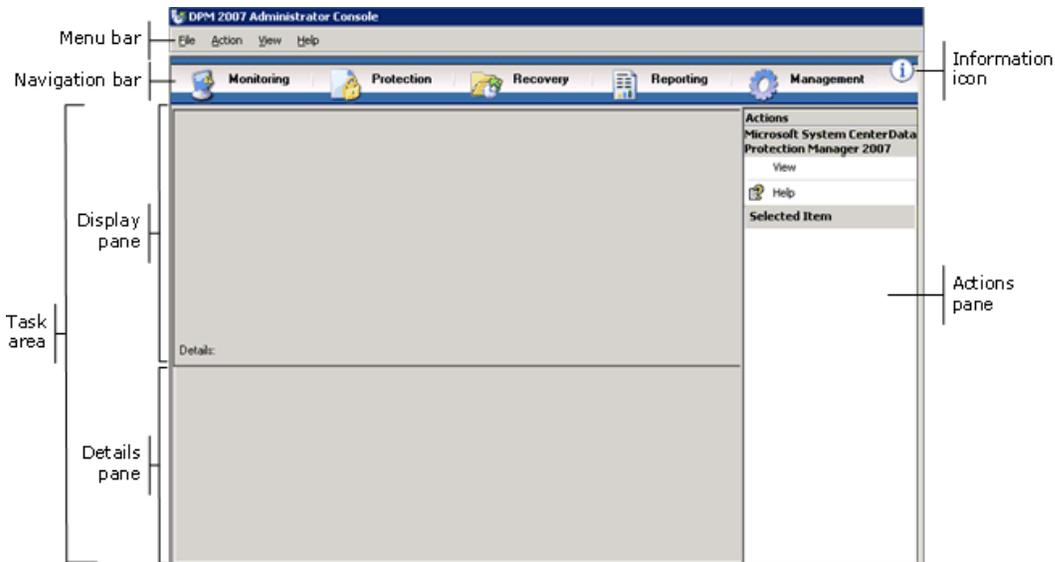 DPM 2007 Administrator Console
Menu bar
File Action View Help
Navigation bar
Monitoring Protection Recovery Reporting Management
Information
icon
Actions
Microsoft System CenterData
Protection Manager 2007
View
Help
Selected Item
Display
pane
Actions
pane
Task
area
Details:
Details
pane